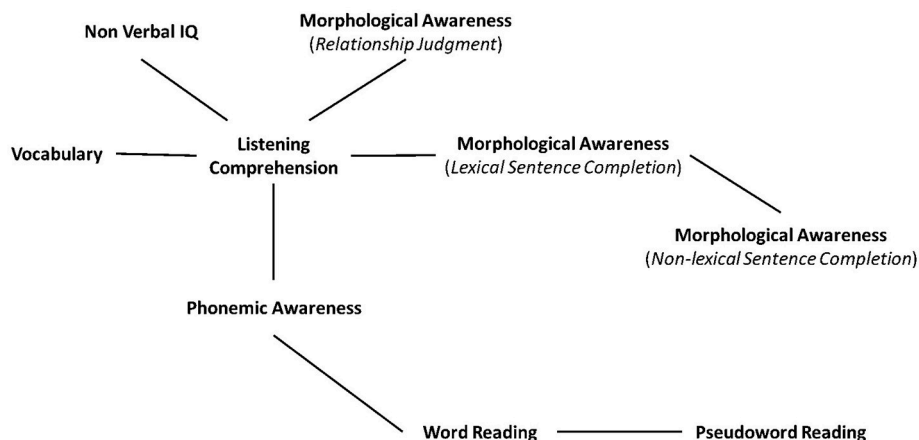 Non Verbal IQ
Morphological Awareness
(Relationship Judgment)
Vocabulary
Listening
Comprehension
Morphological Awareness
(Lexical Sentence Completion)
Morphological Awareness
(Non-lexical Sentence Completion)
Phonemic Awareness
Word Reading
Pseudoword Reading